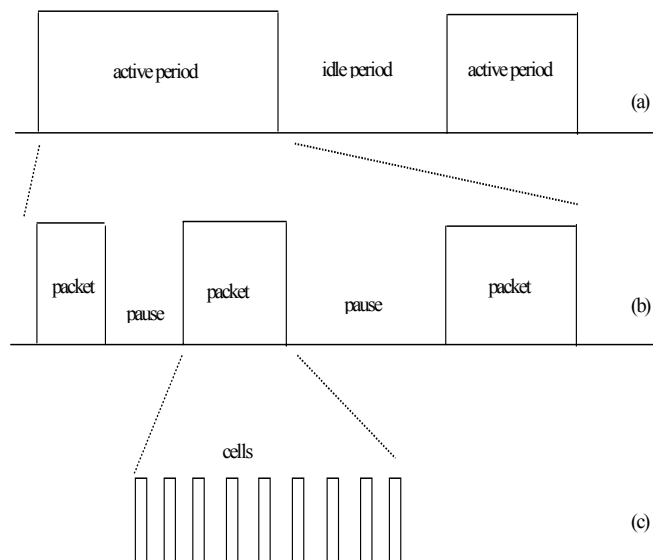 active period
idle period
active period
(a)
packet
pause
packet
pause
packet
(b)
cells
(c)